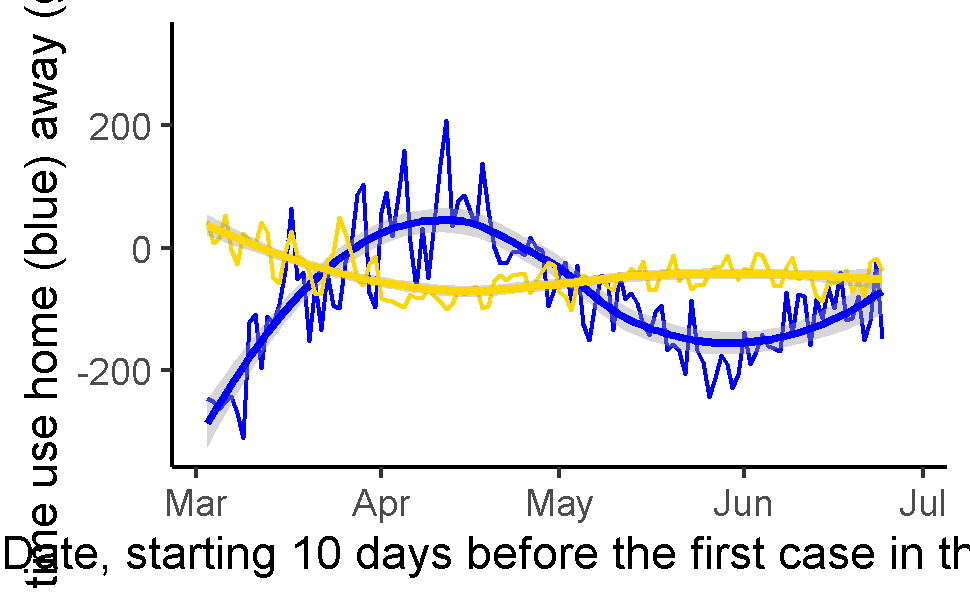 time use home (blue) away (
200
0
-200
Mar Apr May Jun Jul
Date, starting 10 days before the first case in th